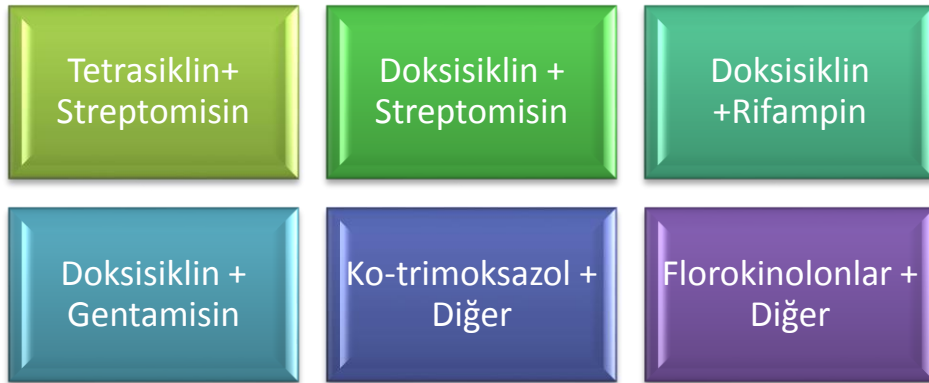 Tetrasiklin+
Streptomisin
Doksisiklin +
Streptomisin
Doksisiklin
+Rifampin
Doksisiklin +
Gentamisin
Ko-trimoksazol +
Diğer
Florokinolonlar +
Diğer